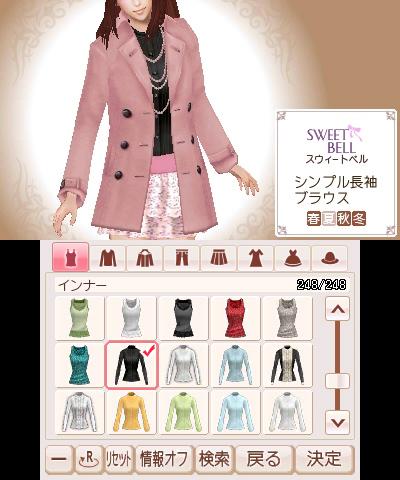 SWEET
BELL
スウィートベル
シンプル長袖
ブラウス
春夏秋冬
インナー
248/248
ー
R
リセット
情報オフ
検索
戻る
決定